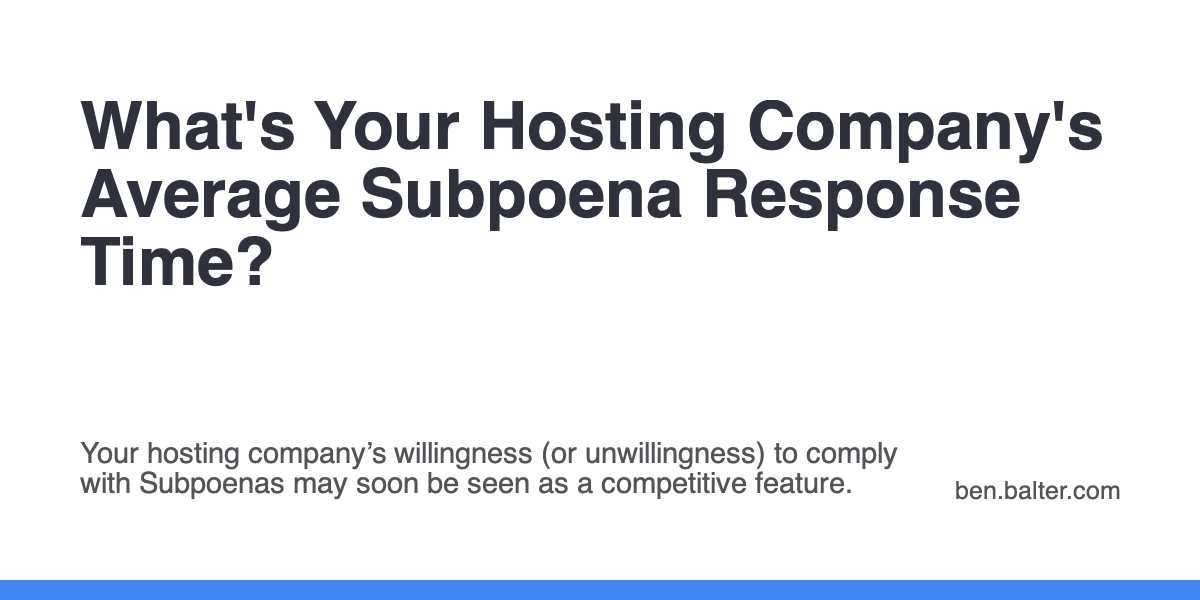 What's Your Hosting Company's
Average Subpoena Response
Time?
Your hosting company’s willingness (or unwillingness) to comply
with Subpoenas may soon be seen as a competitive feature.
ben.balter.com